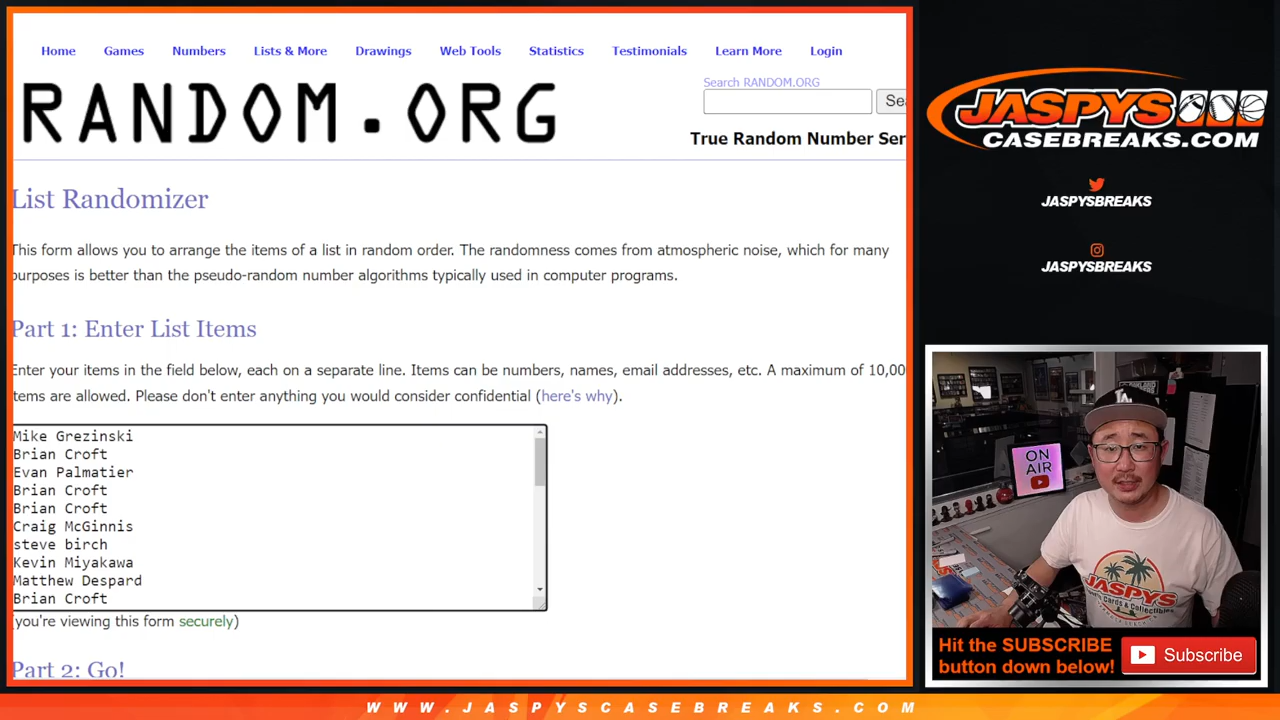 Home Games Numbers Lists & More Drawings Web Tools Statistics Testimonials Learn More Login
Search RANDOM.ORG
RANDOM.ORG
True Random Number Ser
List Randomizer
This form allows you to arrange the items of a list in random order. The randomness comes from atmospheric noise, which for many
purposes is better than the pseudo-random number algorithms typically used in computer programs.
Part 1: Enter List Items
Enter your items in the field below, each on a separate line. Items can be numbers, names, email addresses, etc. A maximum of 10,00
items are allowed. Please don't enter anything you would consider confidential (here's why).
Mike Grezinski
Brian Croft
Evan Palmatier
Brian Croft
Brian Croft
Craig McGinnis
steve birch
Kevin Miyakawa
Matthew Despard
Brian Croft
(you're viewing this form securely)
Part 2: Go!
JASPYS
CASEBREAKS.COM
JASPYSBREAKS
JASPYSBREAKS
ON
AIR
LA
JASPYS
Hit the SUBSCRIBE
button down below!
Subscribe
WWW.JASPYSCASEBREAKS.COM